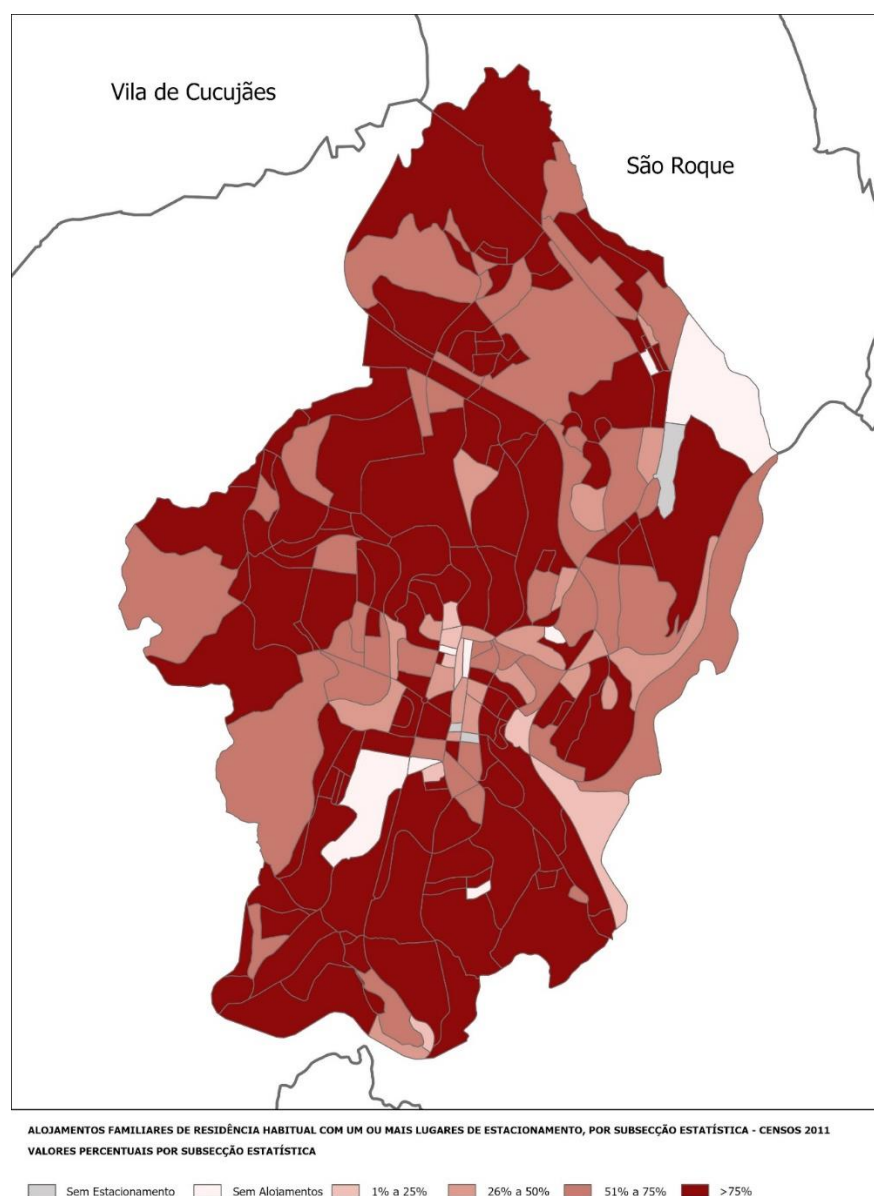 Vila de Cucujães
São Roque
ALOJAMENTOS FAMILIARES DE RESIDÊNCIA HABITUAL COM UM OU MAIS LUGARES DE ESTACIONAMENTO, POR SUBSECÇÃO ESTATÍSTICA - CENSOS 2011
VALORES PERCENTUAIS POR SUBSECÇÃO ESTATÍSTICA
Sem Estacionamento Sem Alojamentos 1% a 25% 26% a 50% 51% a 75% >75%